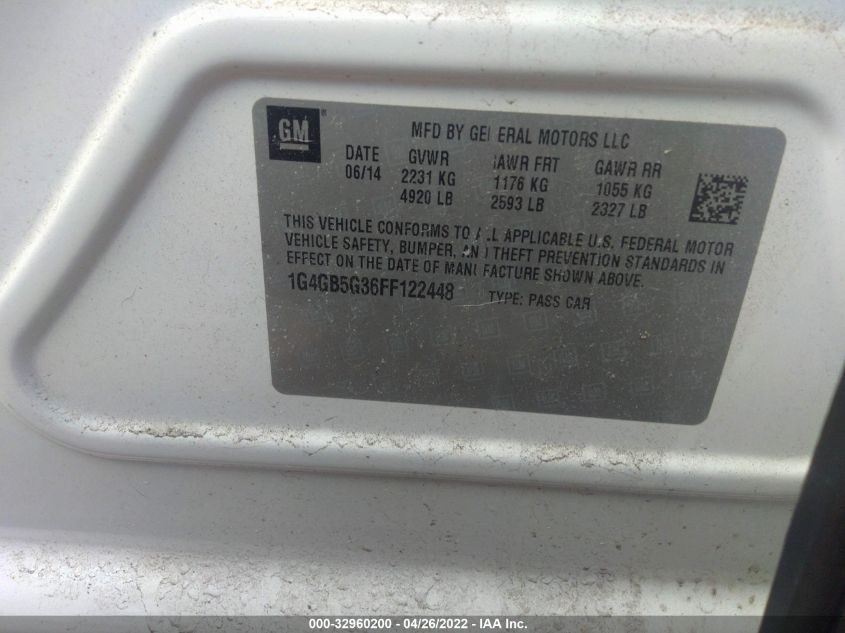 GM ®
MFD BY GENERAL MOTORS LLC
DATE GVWR GAWR FRT GAWR RR
06/14 2231 KG 1176 KG 1055 KG
4920 LB 2593 LB 2327 LB
THIS VEHICLE CONFORMS TO ALL APPLICABLE U.S. FEDERAL MOTOR
VEHICLE SAFETY, BUMPER, AND THEFT PREVENTION STANDARDS IN
EFFECT ON THE DATE OF MANUFACTURE SHOWN ABOVE.
1G4GB5G36FF122448 TYPE: PASS CAR
000-32960200 - 04/26/2022 - IAA Inc.